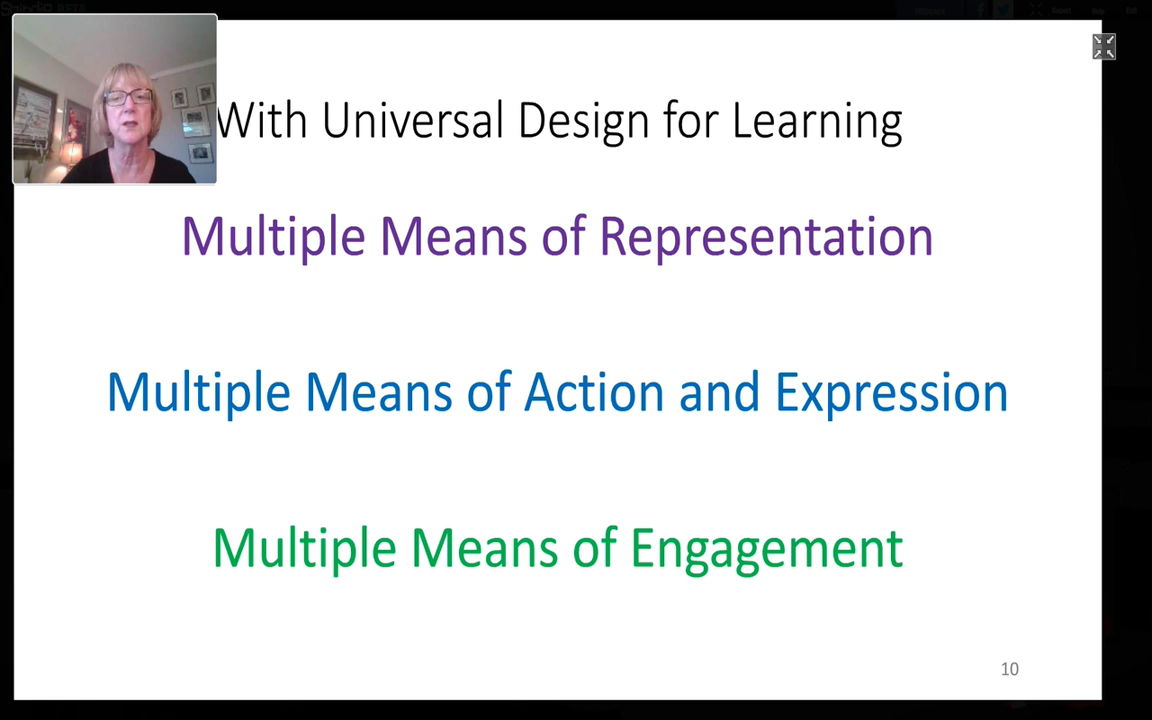 With Universal Design for Learning
Multiple Means of Representation
Multiple Means of Action and Expression
Multiple Means of Engagement
10